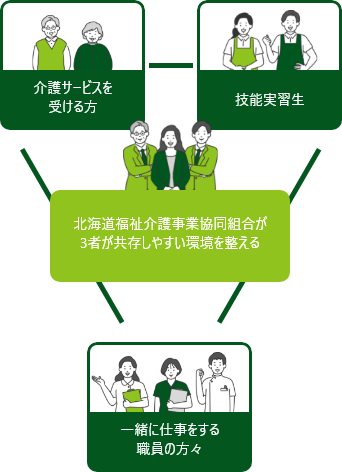 介護サービスを
受ける方
技能実習生
北海道福祉介護事業協同組合が
3者が共存しやすい環境を整える
一緒に仕事をする
職員の方々